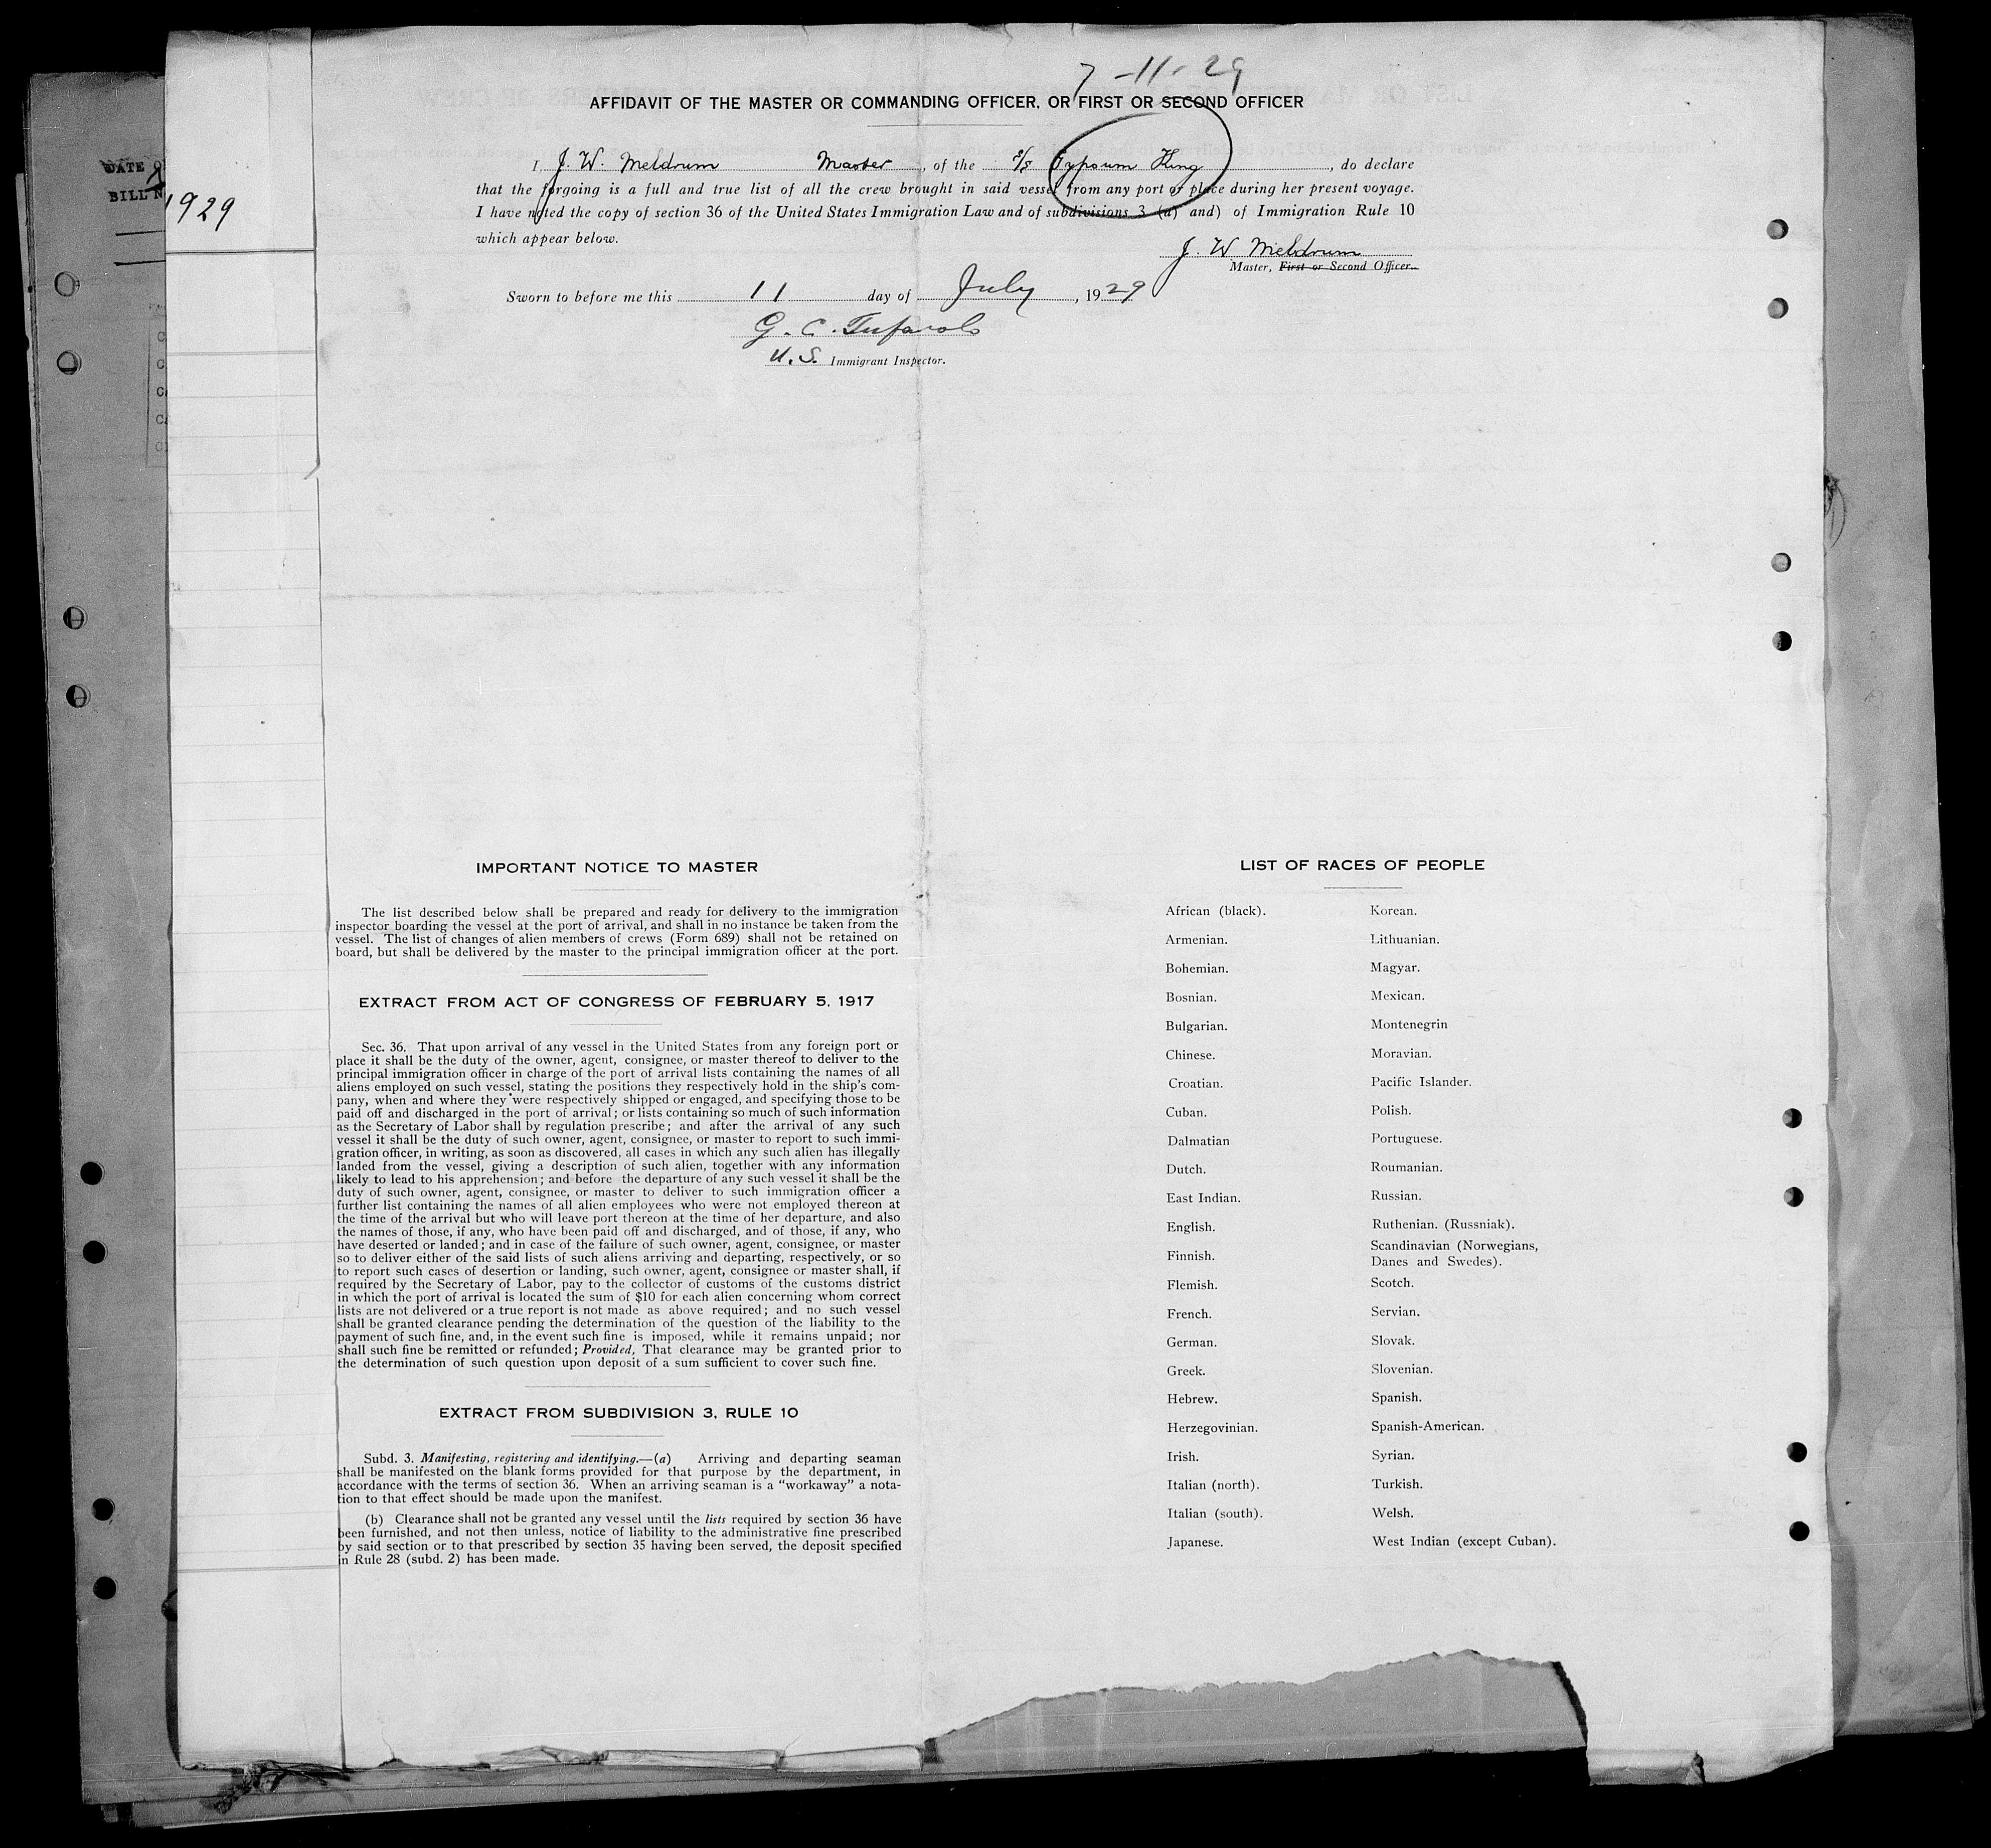 7-11-29
AFFIDAVIT OF THE MASTER OR COMMANDING OFFICER, OR FIRST OR SECOND OFFICER
I, J. W. Meldrum Master, of the S/S Gypsum King, do declare
that the forgoing is a full and true list of all the crew brought in said vessel from any port or place during her present voyage.
I have noted the copy of section 36 of the United States Immigration Law and of subdivisions 3 (a) and) of Immigration Rule 10
which appear below.
J. W Meldrum
Master, First or Second Officer.
Sworn to before me this 11 day of July, 1929
G. C.
U.S. Immigrant Inspector.
DATE
BILL N
1929
IMPORTANT NOTICE TO MASTER
The list described below shall be prepared and ready for delivery to the immigration
inspector boarding the vessel at the port of arrival, and shall in no instance be taken from the
vessel. The list of changes of alien members of crews (Form 689) shall not be retained on
board, but shall be delivered by the master to the principal immigration officer at the port.
EXTRACT FROM ACT OF CONGRESS OF FEBRUARY 5, 1917
Sec. 36. That upon arrival of any vessel in the United States from any foreign port or
place it shall be the duty of the owner, agent, consignee, or master thereof to deliver to the
principal immigration officer in charge of the port of arrival lists containing the names of all
aliens employed on such vessel, stating the positions they respectively hold in the ship's com-
pany, when and where they were respectively shipped or engaged, and specifying those to be
paid off and discharged in the port of arrival; or lists containing so much of such information
as the Secretary of Labor shall by regulation prescribe; and after the arrival of any such
vessel it shall be the duty of such owner, agent, consignee, or master to report to such immi-
gration officer, in writing, as soon as discovered, all cases in which any such alien has illegally
landed from the vessel, giving a description of such alien, together with any information
likely to lead to his apprehension; and before the departure of any such vessel it shall be the
duty of such owner, agent, consignee, or master to deliver to such immigration officer a
further list containing the names of all alien employees who were not employed thereon at
the time of the arrival but who will leave port thereon at the time of her departure, and also
the names of those, if any, who have been paid off and discharged, and of those, if any, who
have deserted or landed; and in case of the failure of such owner, agent, consignee, or master
so to deliver either of the said lists of such aliens arriving and departing, respectively, or so
to report such cases of desertion or landing, such owner, agent, consignee or master shall, if
required by the Secretary of Labor, pay to the collector of customs of the customs district
in which the port of arrival is located the sum of $10 for each alien concerning whom correct
lists are not delivered or a true report is not made as above required; and no such vessel
shall be granted clearance pending the determination of the question of the liability to the
payment of such fine, and, in the event such fine is imposed, while it remains unpaid; nor
shall such fine be remitted or refunded; Provided, That clearance may be granted prior to
the determination of such question upon deposit of a sum sufficient to cover such fine.
EXTRACT FROM SUBDIVISION 3, RULE 10
Subd. 3. Manifesting, registering and identifying.—(a) Arriving and departing seaman
shall be manifested on the blank forms provided for that purpose by the department, in
accordance with the terms of section 36. When an arriving seaman is a "workaway" a nota-
tion to that effect should be made upon the manifest.
(b) Clearance shall not be granted any vessel until the lists required by section 36 have
been furnished, and not then unless, notice of liability to the administrative fine prescribed
by said section or to that prescribed by section 35 having been served, the deposit specified
in Rule 28 (subd. 2) has been made.
LIST OF RACES OF PEOPLE
African (black).
Armenian.
Bohemian.
Bosnian.
Bulgarian.
Chinese.
Croatian.
Cuban.
Dalmatian
Dutch.
East Indian.
English.
Finnish.
Flemish.
French.
German.
Greek.
Hebrew.
Herzegovinian.
Irish.
Italian (north).
Italian (south).
Japanese.
Korean.
Lithuanian.
Magyar.
Mexican.
Montenegrin
Moravian.
Pacific Islander.
Polish.
Portuguese.
Roumanian.
Russian.
Ruthenian. (Russniak).
Scandinavian (Norwegians,
Danes and Swedes).
Scotch.
Servian.
Slovak.
Slovenian.
Spanish.
Spanish-American.
Syrian.
Turkish.
Welsh.
West Indian (except Cuban).